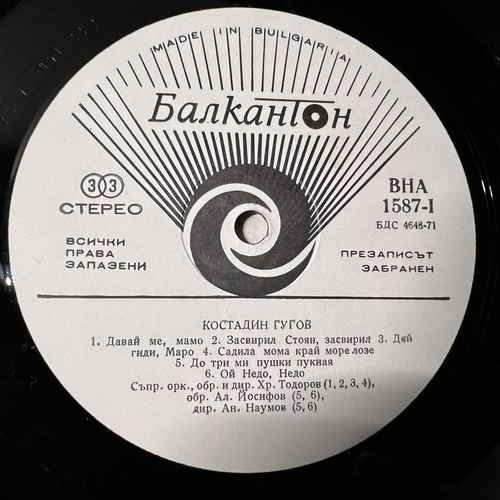 MADE IN BULGARIA
Балкантон
33
СТЕРЕО
ВНА
1587-I
БДС 4648-71
ВСИЧКИ
ПРАВА
ЗАПАЗЕНИ
ПРЕЗАПИСЪТ
ЗАБРАНЕН
КОСТАДИН ГУГОВ
1. Давай ме, мамо 2. Засвирил Стоян, засвирил 3. Дей
гиди, Маро 4. Садила мома край море лозе
5. До три ми пушки пукная
6. Ой Недо, Недо
Съпр. орк., обр. и дир. Хр. Тодоров (1, 2, 3, 4),
обр. Ал. Йосифов (5, 6),
дир. Ан. Наумов (5, 6)